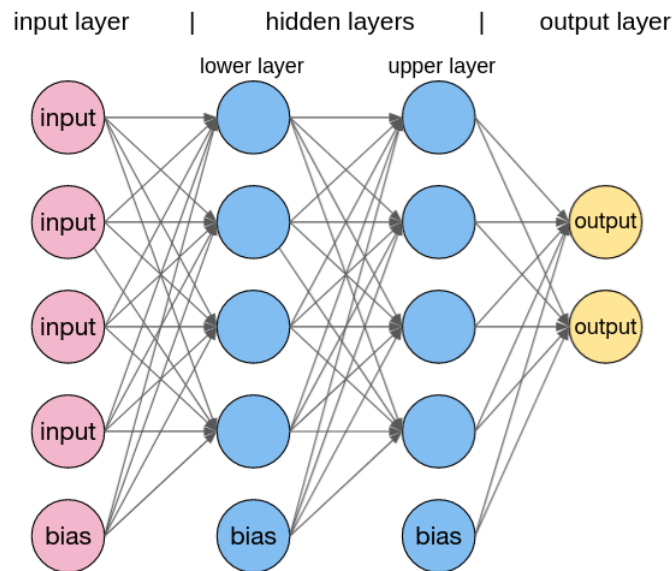 input layer | hidden layers | output layer
lower layer upper layer
input
input output
input output
input
bias bias bias